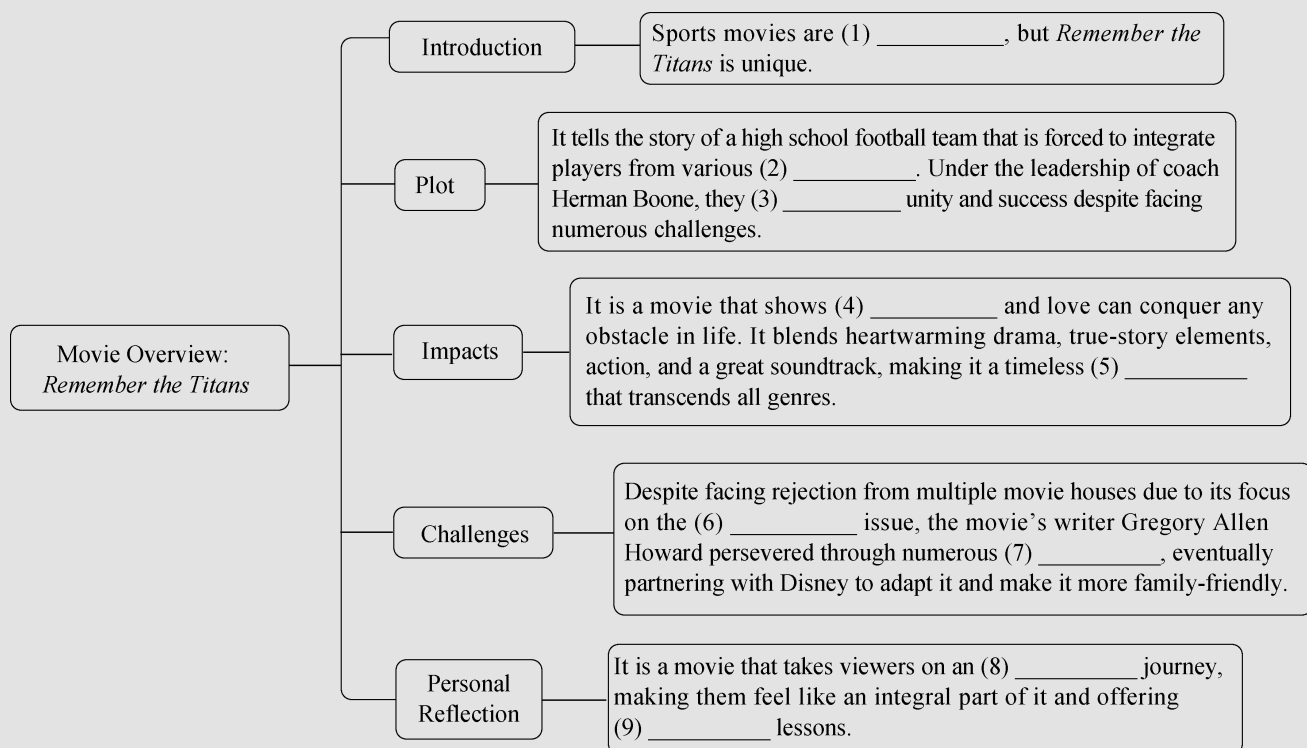 Movie Overview:
Remember the Titans
Introduction
Sports movies are (1) __________, but Remember the
Titans is unique.
Plot
It tells the story of a high school football team that is forced to integrate
players from various (2) __________. Under the leadership of coach
Herman Boone, they (3) __________ unity and success despite facing
numerous challenges.
Impacts
It is a movie that shows (4) __________ and love can conquer any
obstacle in life. It blends heartwarming drama, true-story elements,
action, and a great soundtrack, making it a timeless (5) __________
that transcends all genres.
Challenges
Despite facing rejection from multiple movie houses due to its focus
on the (6) __________ issue, the movie’s writer Gregory Allen
Howard persevered through numerous (7) __________, eventually
partnering with Disney to adapt it and make it more family-friendly.
Personal
Reflection
It is a movie that takes viewers on an (8) __________ journey,
making them feel like an integral part of it and offering
(9) __________ lessons.